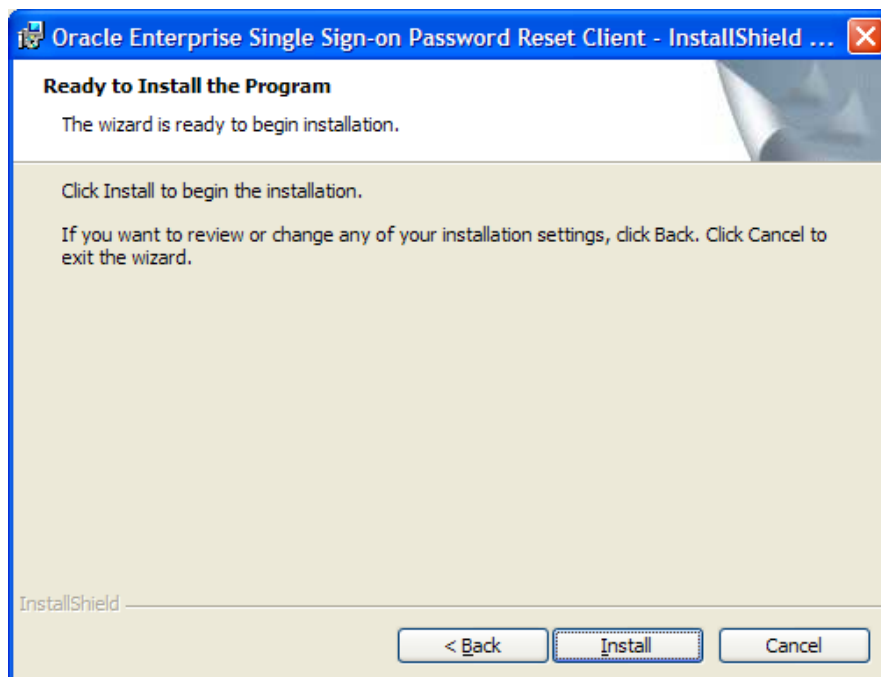 Oracle Enterprise Single Sign-on Password Reset Client - InstallShield ...
Ready to Install the Program
The wizard is ready to begin installation.
Click Install to begin the installation.
If you want to review or change any of your installation settings, click Back. Click Cancel to
exit the wizard.
InstallShield
< Back
Install
Cancel